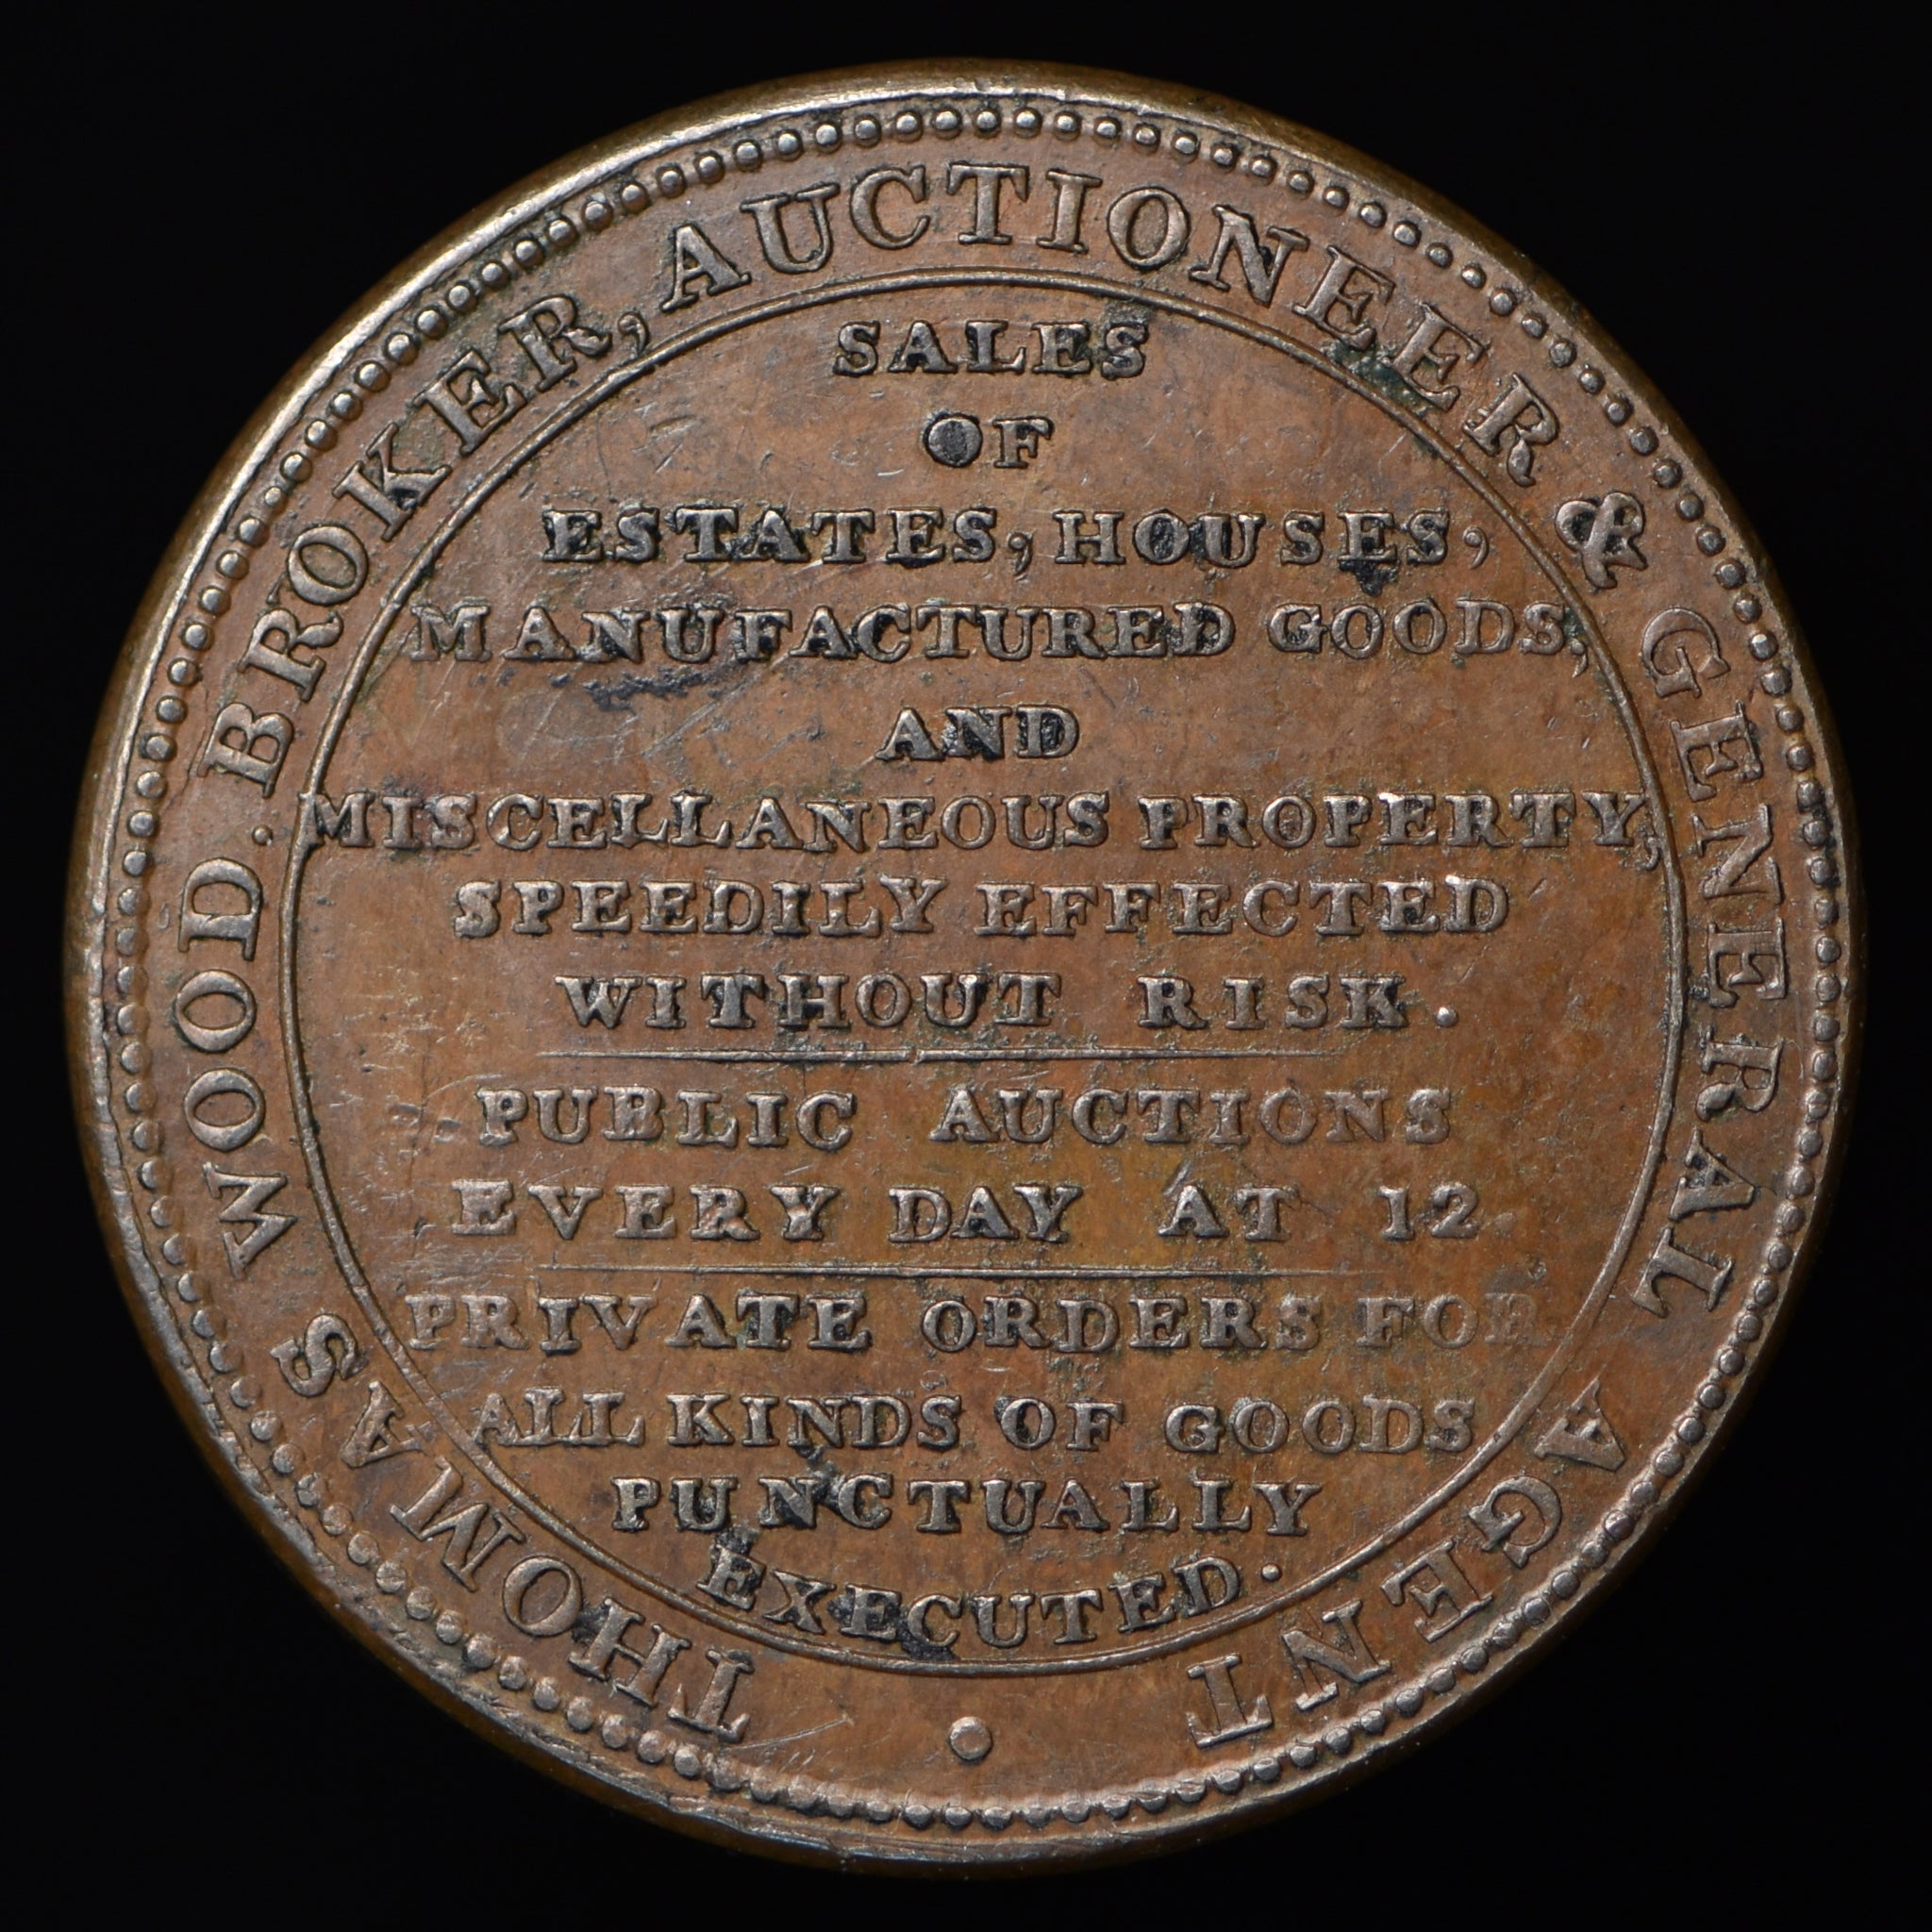 THOMAS WOOD. BROKER, AUCTIONEER & GENERAL AGENT
SALES
OF
ESTATES, HOUSES,
MANUFACTURED GOODS,
AND
MISCELLANEOUS PROPERTY,
SPEEDILY EFFECTED
WITHOUT RISK.
PUBLIC AUCTIONS
EVERY DAY AT 12
PRIVATE ORDERS FOR
ALL KINDS OF GOODS
PUNCTUALLY
EXECUTED.